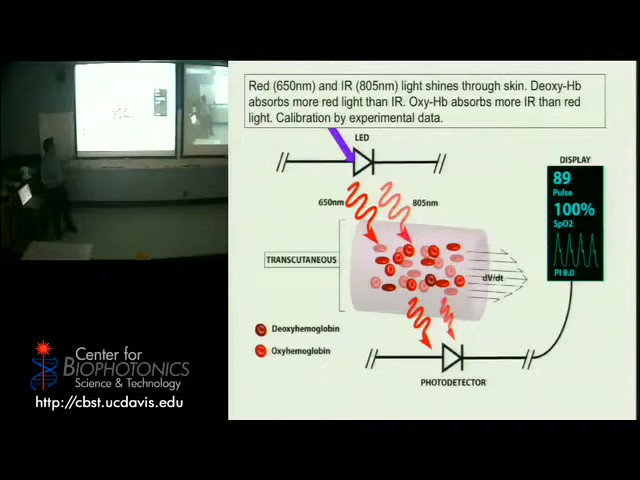 Red (650nm) and IR (805nm) light shines through skin. Deoxy-Hb
absorbs more red light than IR. Oxy-Hb absorbs more IR than red
light. Calibration by experimental data.
LED
DISPLAY
89
Pulse
100%
SpO2
PI 8.0
650nm
805nm
TRANSCUTANEOUS
dV/dt
Deoxyhemoglobin
Oxyhemoglobin
PHOTODETECTOR
Center for
BIOPHOTONICS
Science & Technology
http://cbst.ucdavis.edu